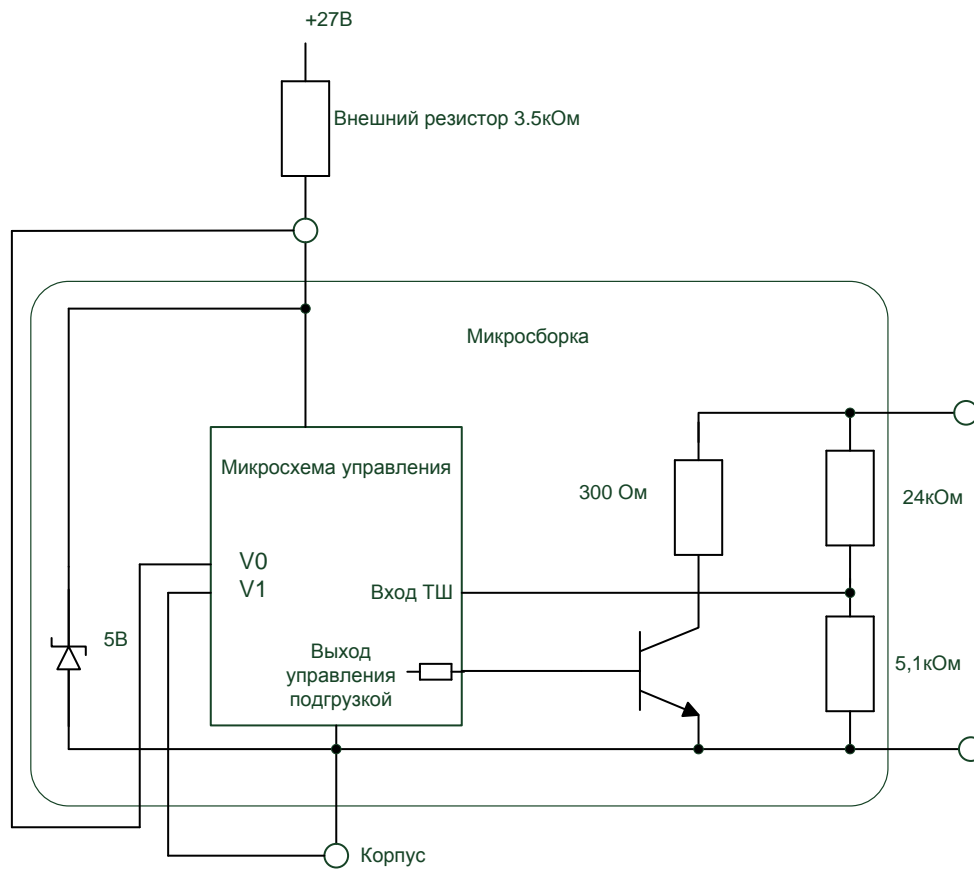 +27В
Внешний резистор 3.5кОм
Микросборка
Микросхема управления
300 Ом
24кОм
V0
V1
Вход ТШ
5В
Выход
управления
подгрузкой
5,1кОм
Корпус